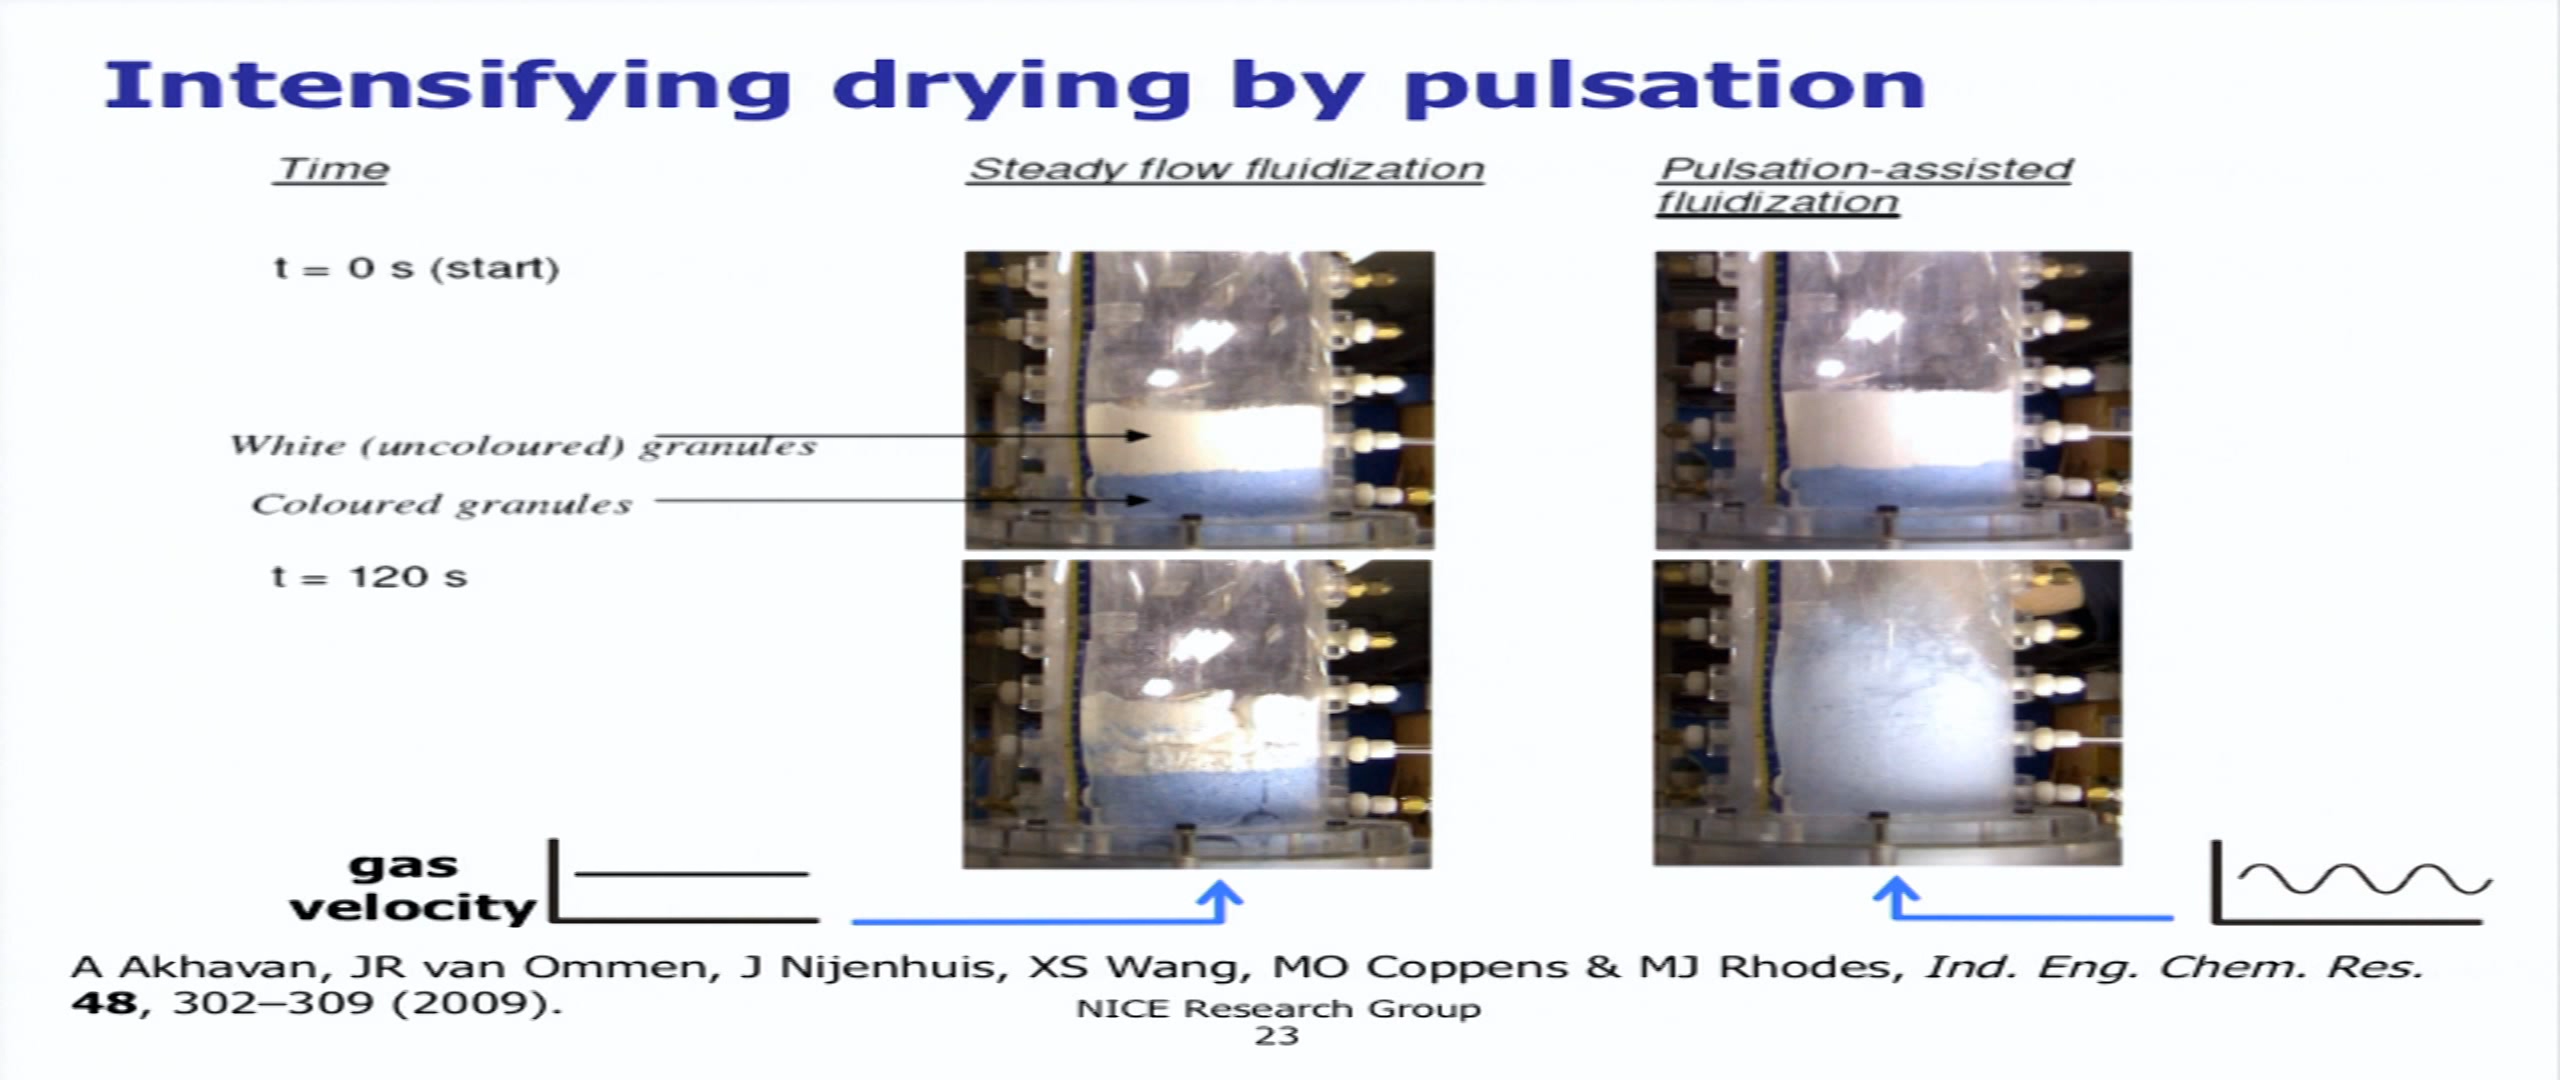 Intensifying drying by pulsation
Time
Steady flow fluidization
Pulsation-assisted
fluidization
t = 0 s (start)
White (uncoloured) granules
Coloured granules
t = 120 s
gas
velocity
A Akhavan, JR van Ommen, J Nijenhuis, XS Wang, MO Coppens & MJ Rhodes, Ind. Eng. Chem. Res.
48, 302–309 (2009).
NICE Research Group
23